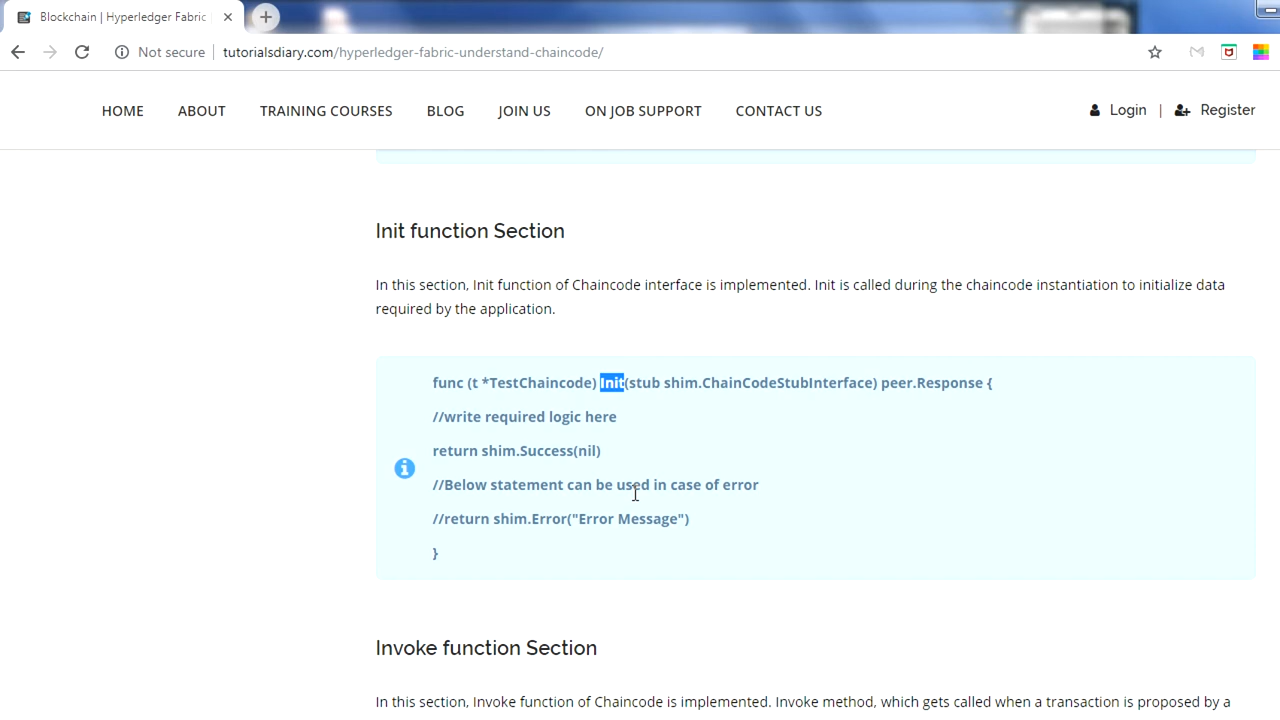 Blockchain | Hyperledger Fabric
Not secure tutorialsdiary.com/hyperledger-fabric-understand-chaincode/
HOME ABOUT TRAINING COURSES BLOG JOIN US ON JOB SUPPORT CONTACT US Login | Register
Init function Section
In this section, Init function of Chaincode interface is implemented. Init is called during the chaincode instantiation to initialize data
required by the application.
func (t *TestChaincode) Init(stub shim.ChainCodeStubInterface) peer.Response {
//write required logic here
return shim.Success(nil)
//Below statement can be used in case of error
//return shim.Error("Error Message")
}
Invoke function Section
In this section, Invoke function of Chaincode is implemented. Invoke method, which gets called when a transaction is proposed by a